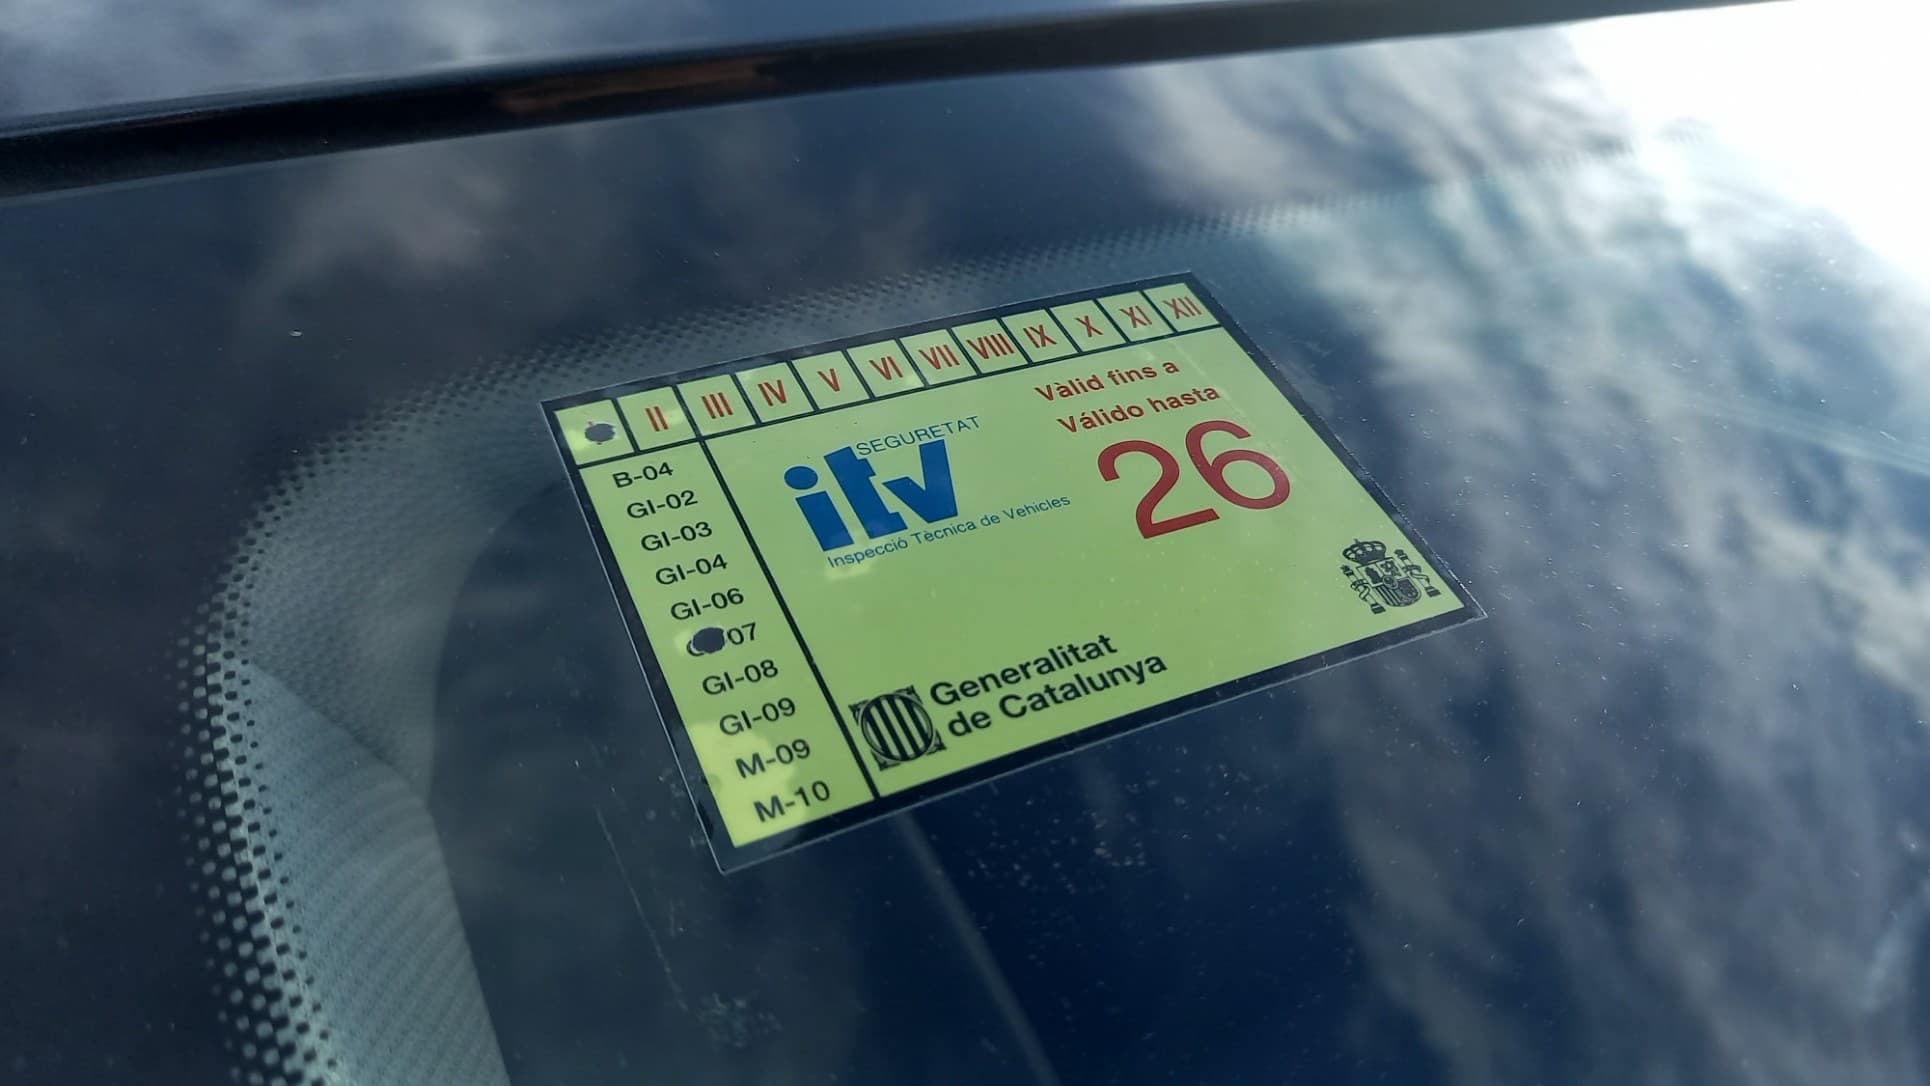 II III IV V VI VII VIII IX X XI XII
B-04
GI-02
GI-03
GI-04
GI-06
07
GI-08
GI-09
M-09
M-10
SEGURETAT
itv
Inspecció Tècnica de Vehicles
Vàlid fins a
Válido hasta
26
Generalitat
de Catalunya